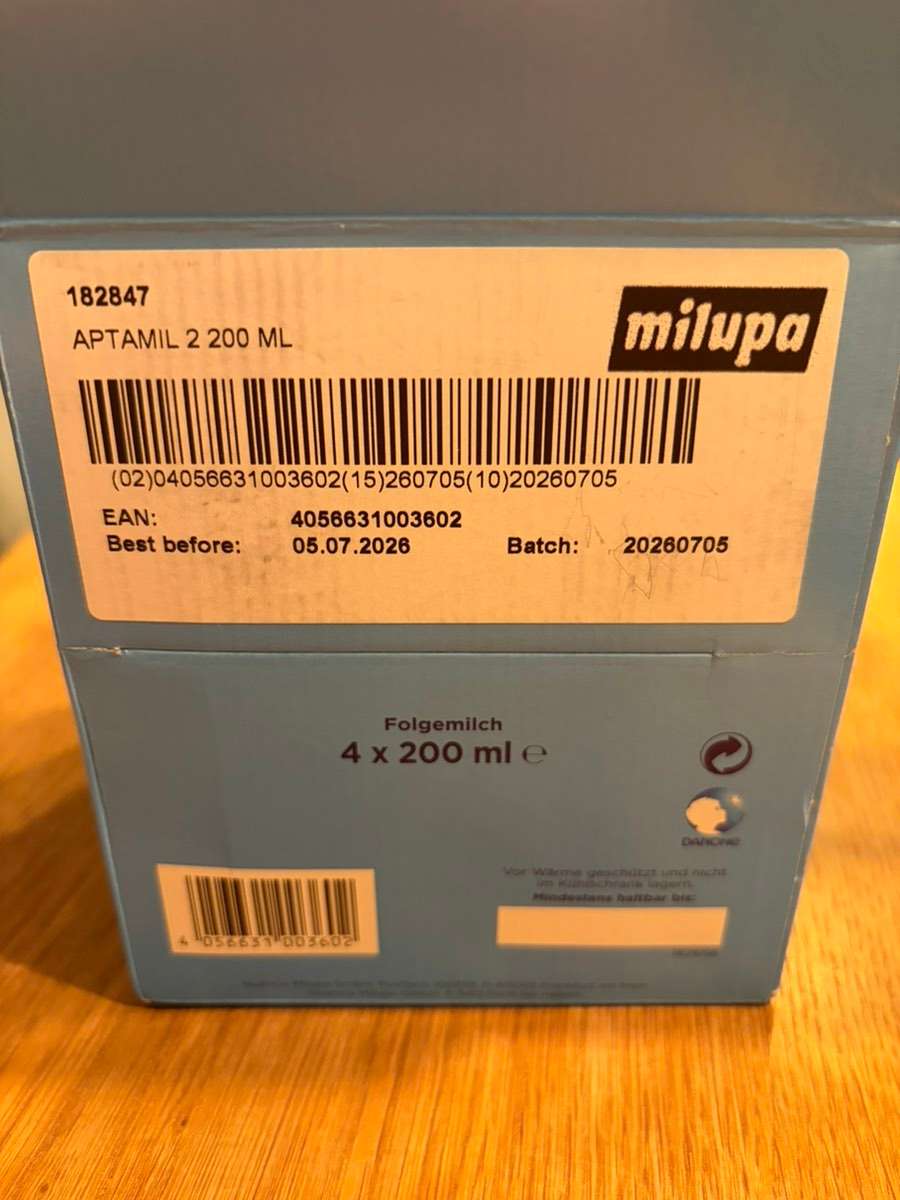 182847
milupa
APTAMIL 2 200 ML
(02)04056631003602(15)260705(10)20260705
EAN: 4056631003602
Best before: 05.07.2026 Batch: 20260705
Folgemilch
4 x 200 ml ℮
DANONE
Vor Wärme geschützt und nicht
im Kühlschrank lagern.
Mindestens haltbar bis:
4 056631 003602